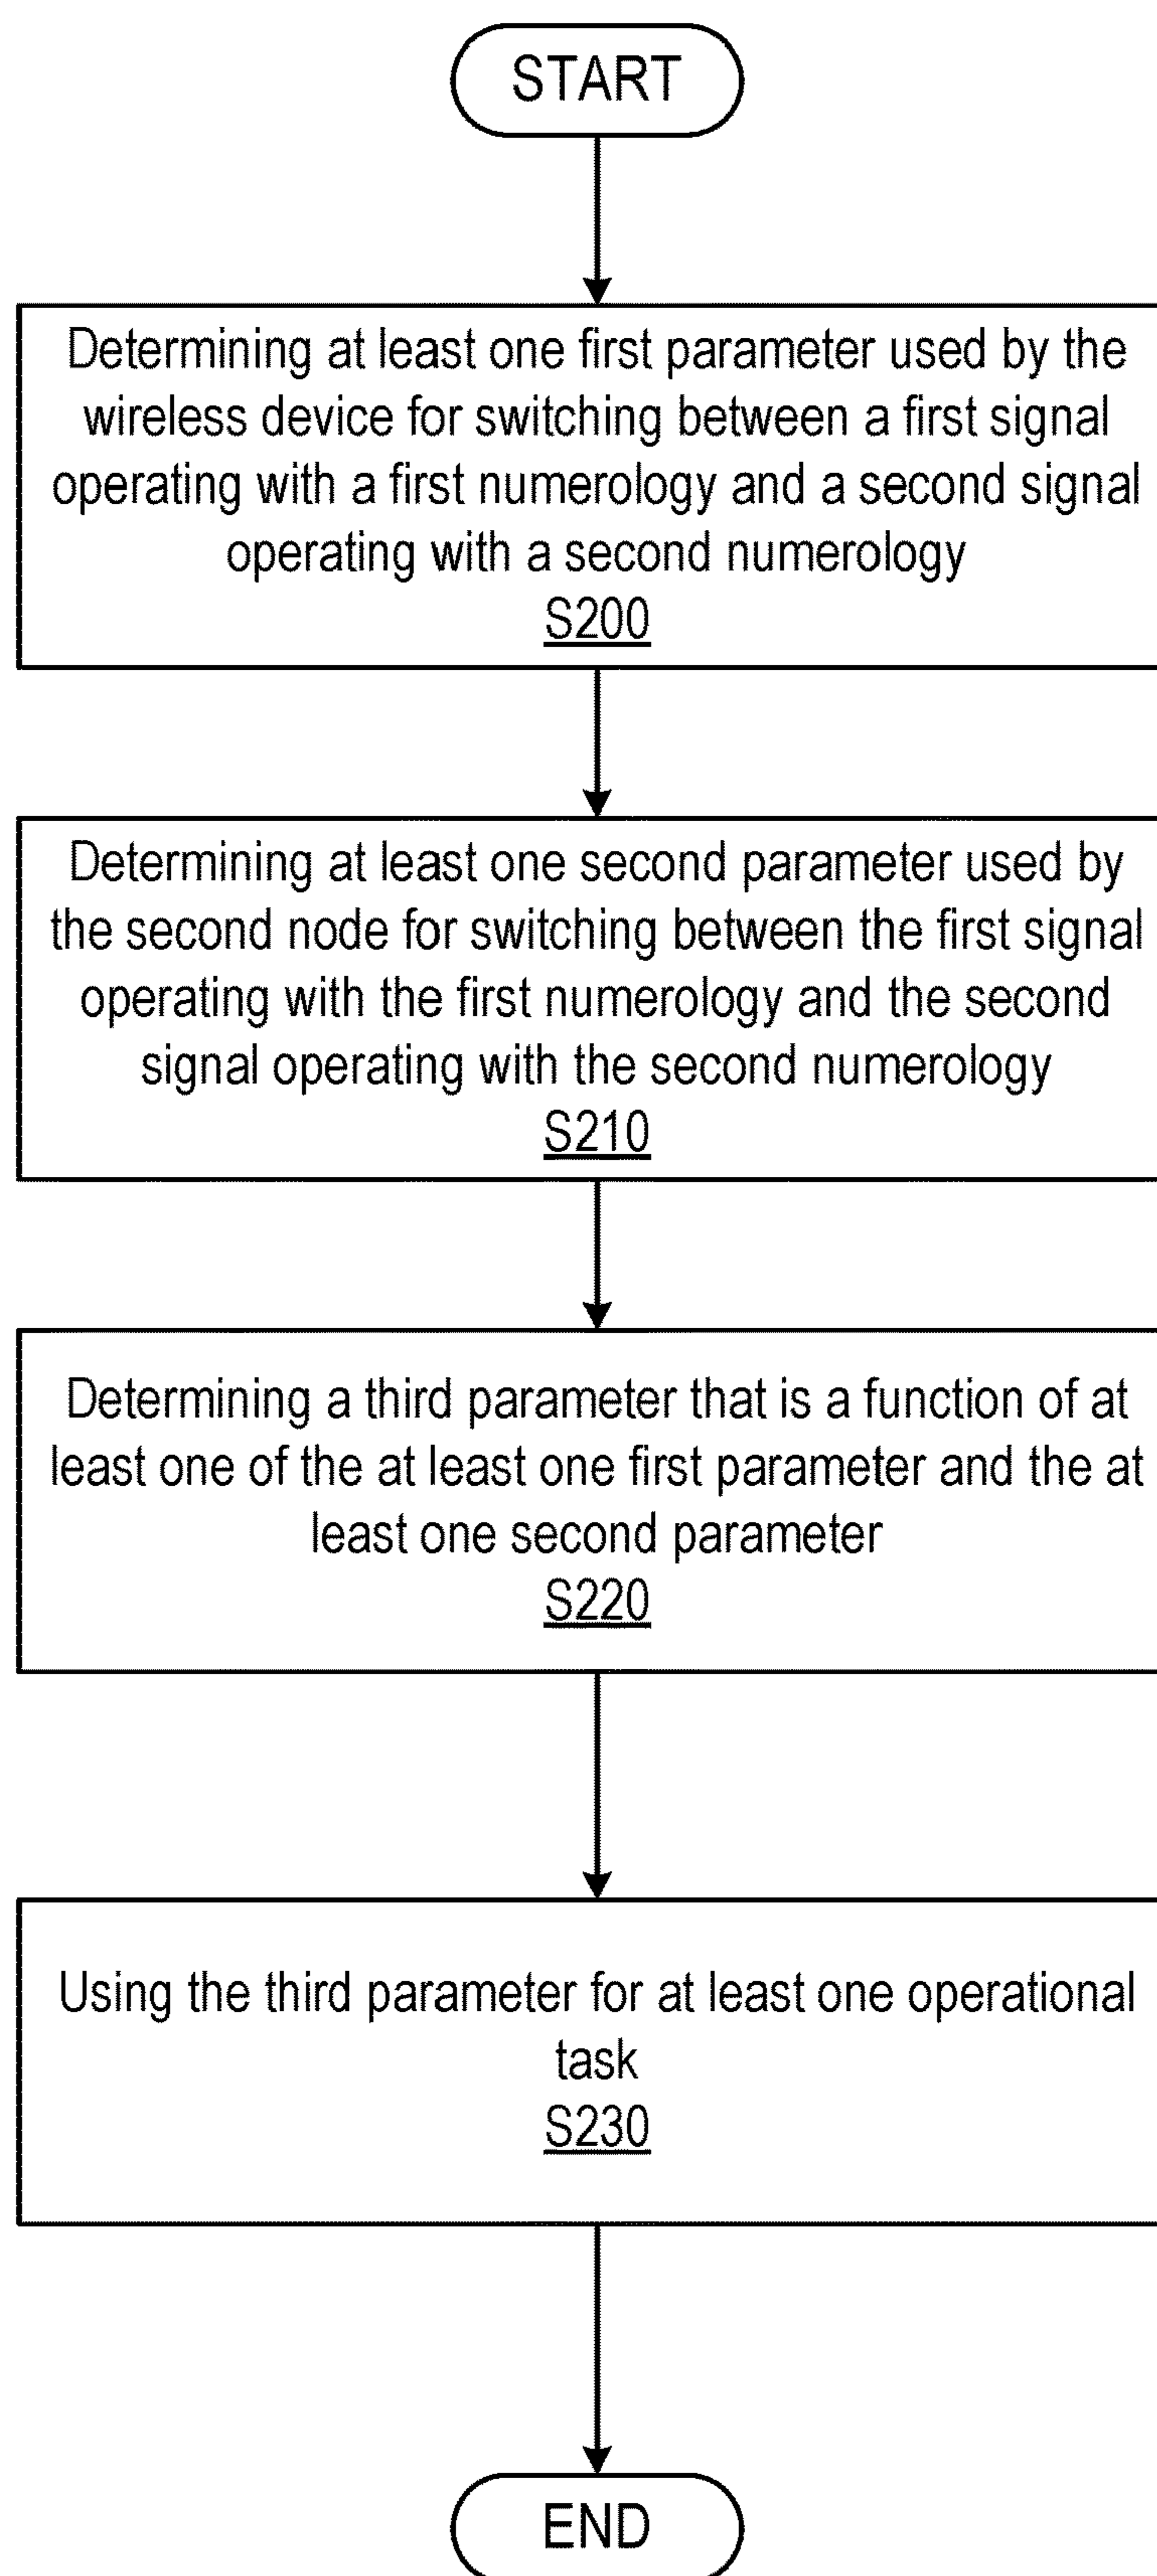 START
Determining at least one first parameter used by the
wireless device for switching between a first signal
operating with a first numerology and a second signal
operating with a second numerology
S200
Determining at least one second parameter used by
the second node for switching between the first signal
operating with the first numerology and the second
signal operating with the second numerology
S210
Determining a third parameter that is a function of at
least one of the at least one first parameter and the at
least one second parameter
S220
Using the third parameter for at least one operational
task
S230
END